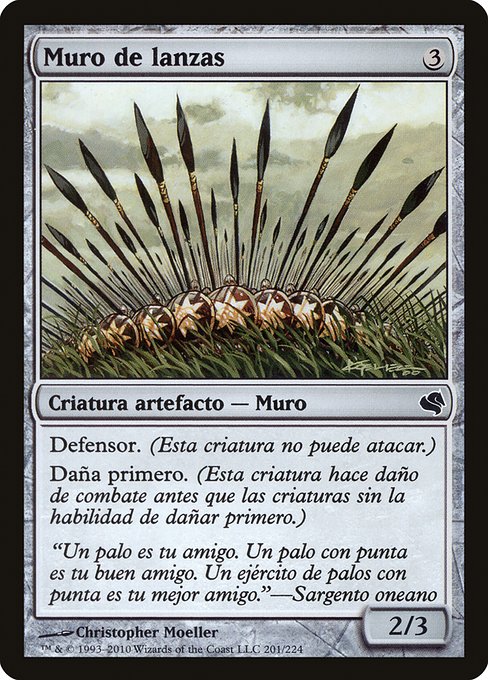 Muro de lanzas 3
Criatura artefacto — Muro
Defensor. (Esta criatura no puede atacar.)
Daña primero. (Esta criatura hace daño
de combate antes que las criaturas sin la
habilidad de dañar primero.)
“Un palo es tu amigo. Un palo con punta
es tu buen amigo. Un ejército de palos con
punta es tu mejor amigo.”—Sargento oneano
2/3
Christopher Moeller
™ & © 1993–2010 Wizards of the Coast LLC 201/224